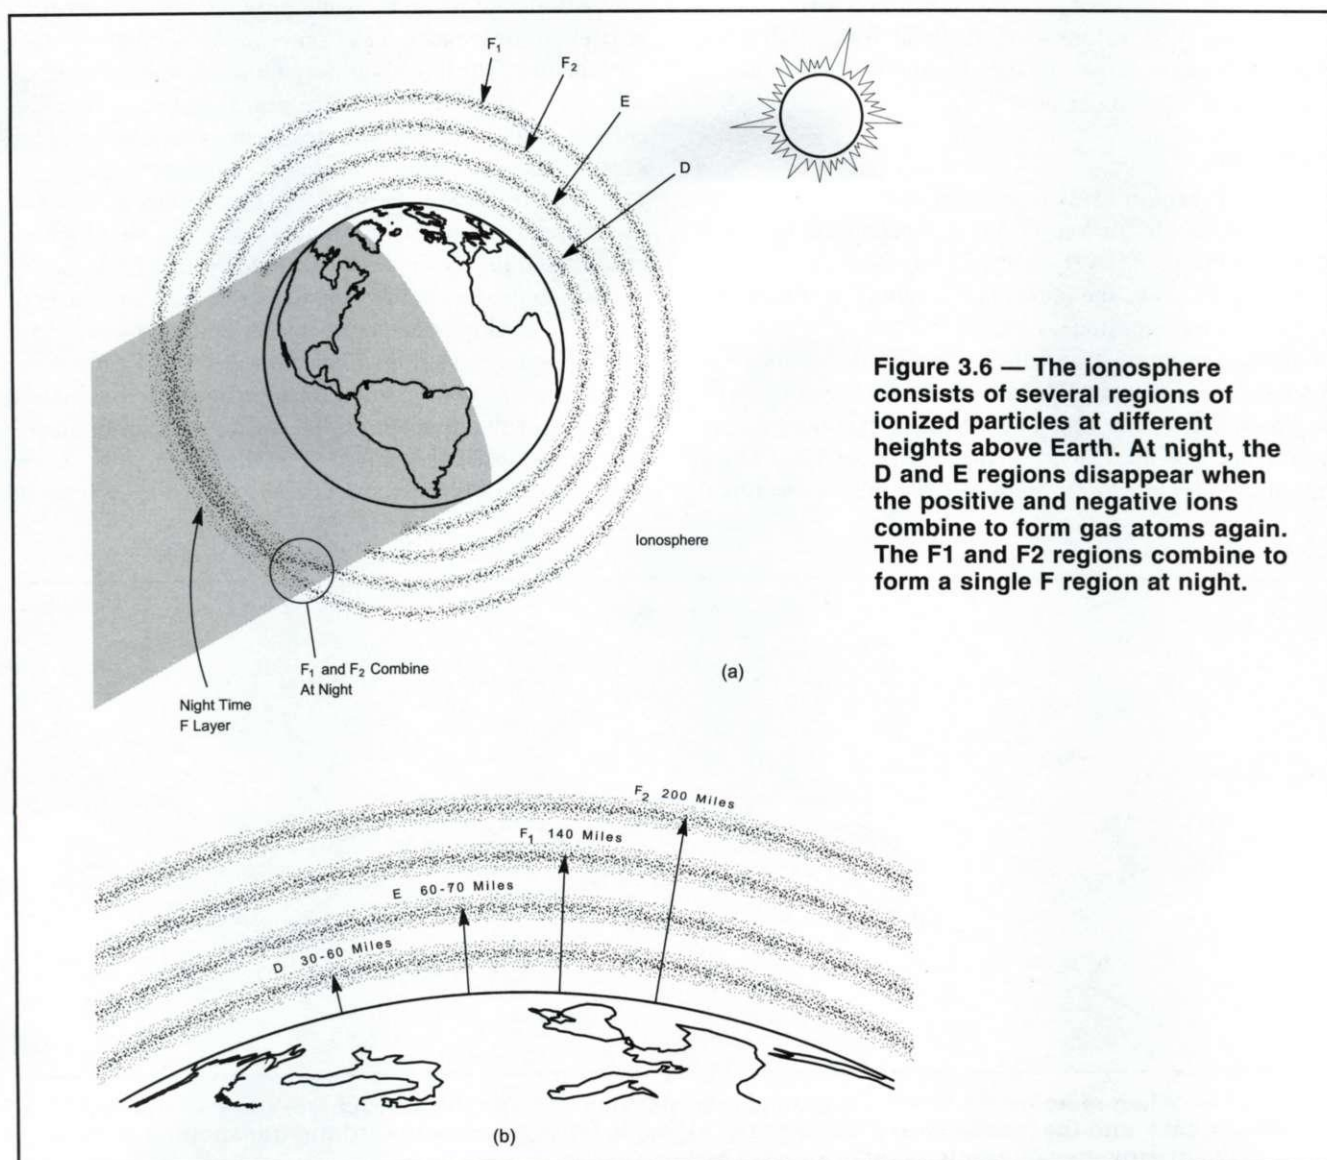 F₁
F₂
E
D
Figure 3.6 — The ionosphere
consists of several regions of
ionized particles at different
heights above Earth. At night, the
D and E regions disappear when
the positive and negative ions
combine to form gas atoms again.
The F1 and F2 regions combine to
form a single F region at night.
Ionosphere
F₁ and F₂ Combine
At Night
(a)
Night Time
F Layer
F₂ 200 Miles
F₁ 140 Miles
E 60-70 Miles
D 30-60 Miles
(b)